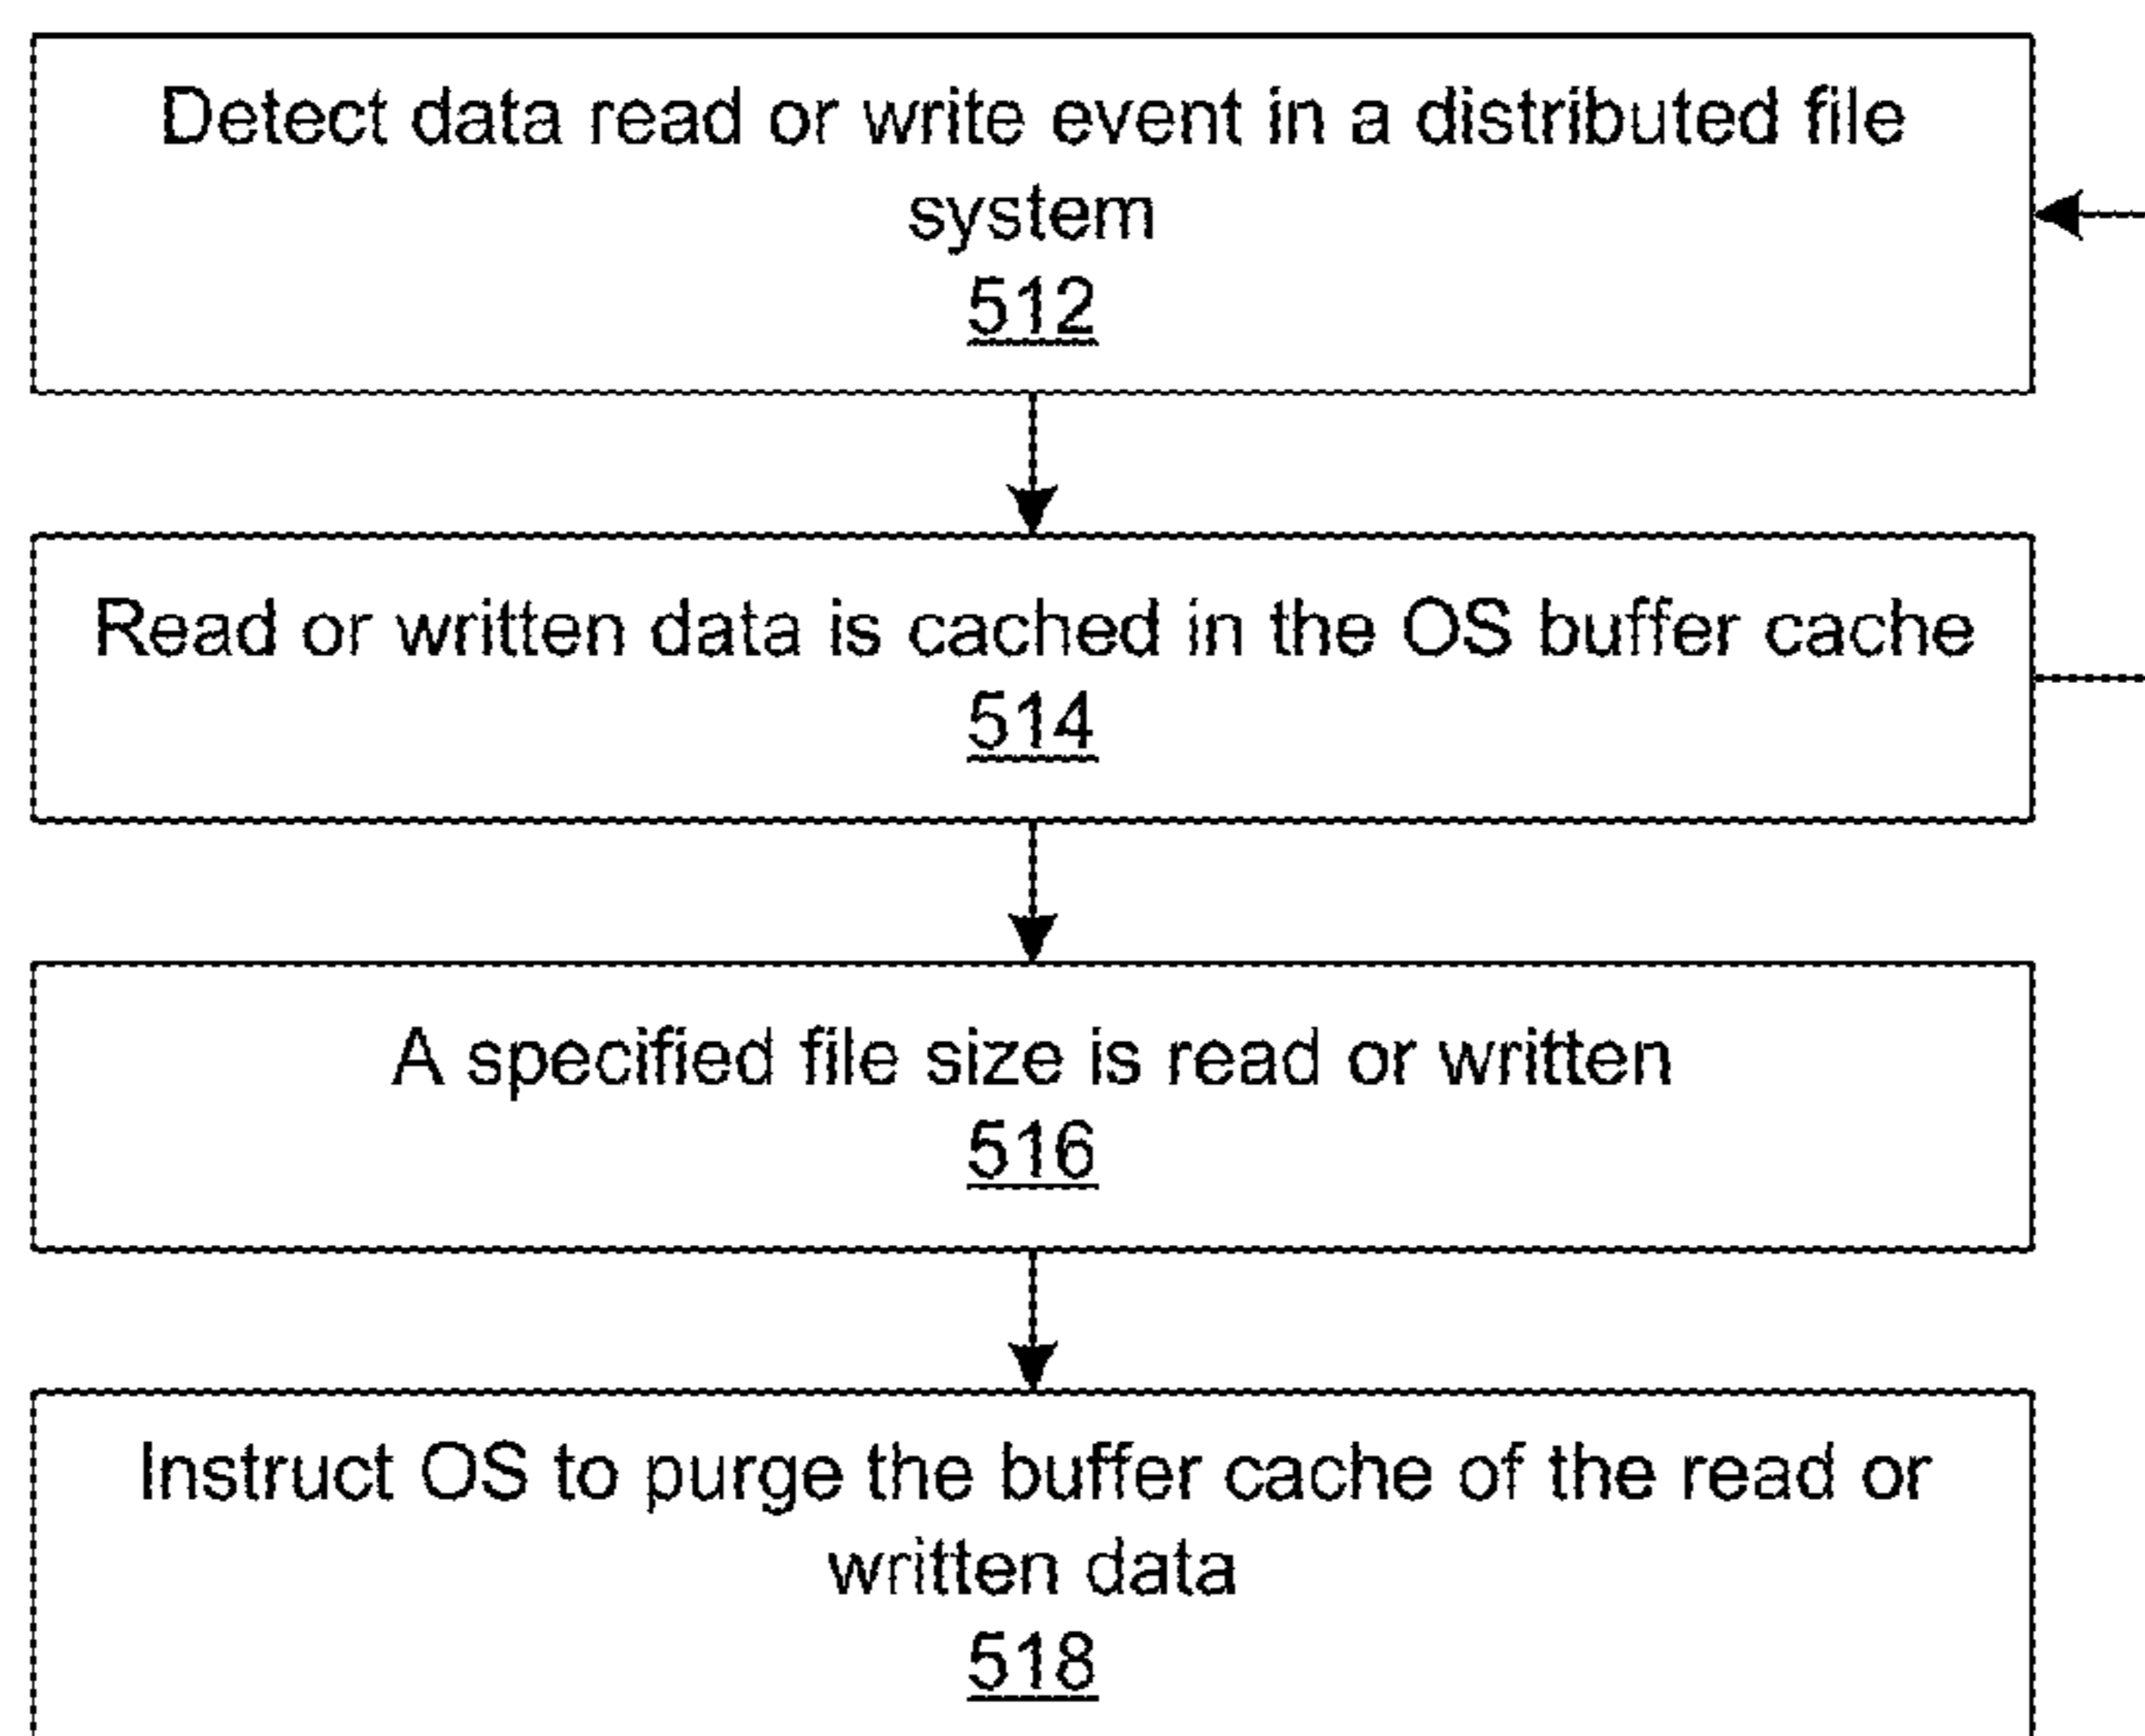 Detect data read or write event in a distributed file
system
512
Read or written data is cached in the OS buffer cache
514
A specified file size is read or written
516
Instruct OS to purge the buffer cache of the read or
written data
518